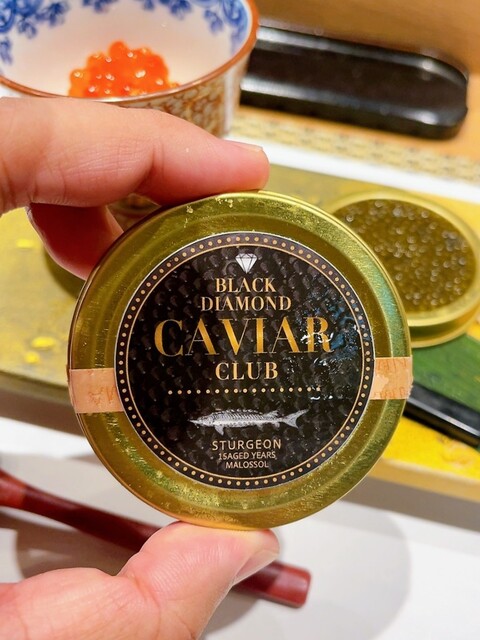 BLACK
DIAMOND
CAVIAR
CLUB
STURGEON
15AGED YEARS
MALOSSOL